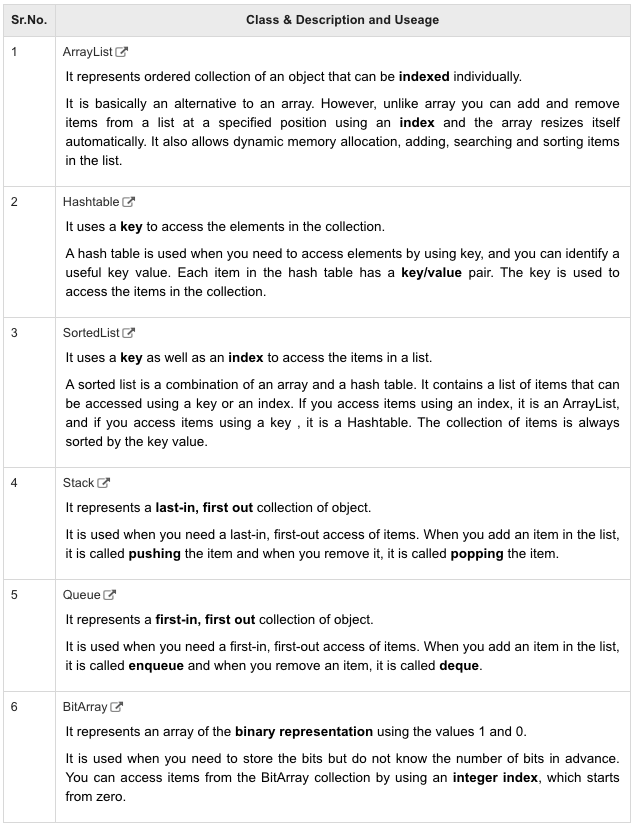 Sr.No. Class & Description and Useage
1 ArrayList
It represents ordered collection of an object that can be indexed individually.
It is basically an alternative to an array. However, unlike array you can add and remove
items from a list at a specified position using an index and the array resizes itself
automatically. It also allows dynamic memory allocation, adding, searching and sorting items
in the list.
2 Hashtable
It uses a key to access the elements in the collection.
A hash table is used when you need to access elements by using key, and you can identify a
useful key value. Each item in the hash table has a key/value pair. The key is used to
access the items in the collection.
3 SortedList
It uses a key as well as an index to access the items in a list.
A sorted list is a combination of an array and a hash table. It contains a list of items that can
be accessed using a key or an index. If you access items using an index, it is an ArrayList,
and if you access items using a key , it is a Hashtable. The collection of items is always
sorted by the key value.
4 Stack
It represents a last-in, first out collection of object.
It is used when you need a last-in, first-out access of items. When you add an item in the list,
it is called pushing the item and when you remove it, it is called popping the item.
5 Queue
It represents a first-in, first out collection of object.
It is used when you need a first-in, first-out access of items. When you add an item in the list,
it is called enqueue and when you remove an item, it is called deque.
6 BitArray
It represents an array of the binary representation using the values 1 and 0.
It is used when you need to store the bits but do not know the number of bits in advance.
You can access items from the BitArray collection by using an integer index, which starts
from zero.